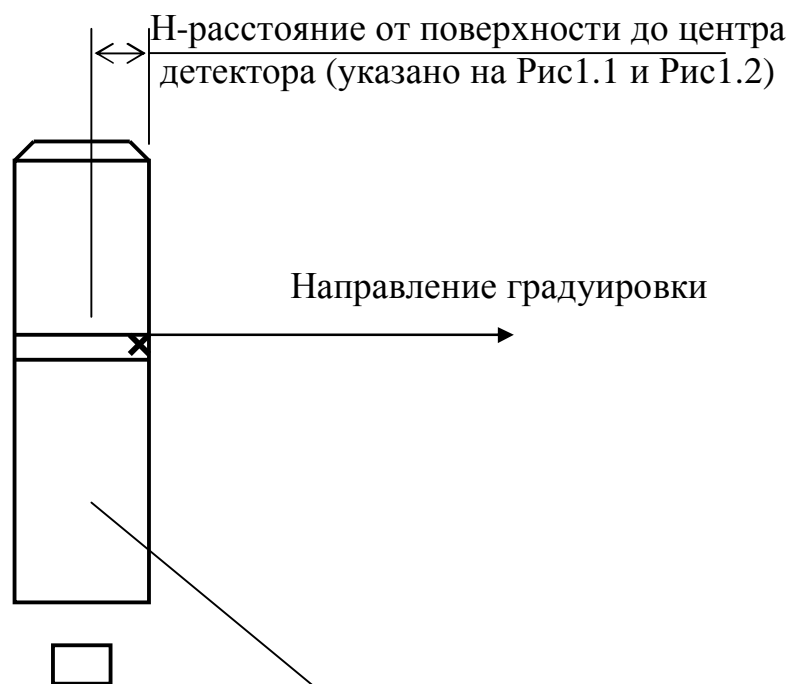 Н-расстояние от поверхности до центра
детектора (указано на Рис1.1 и Рис1.2)
Направление градуировки